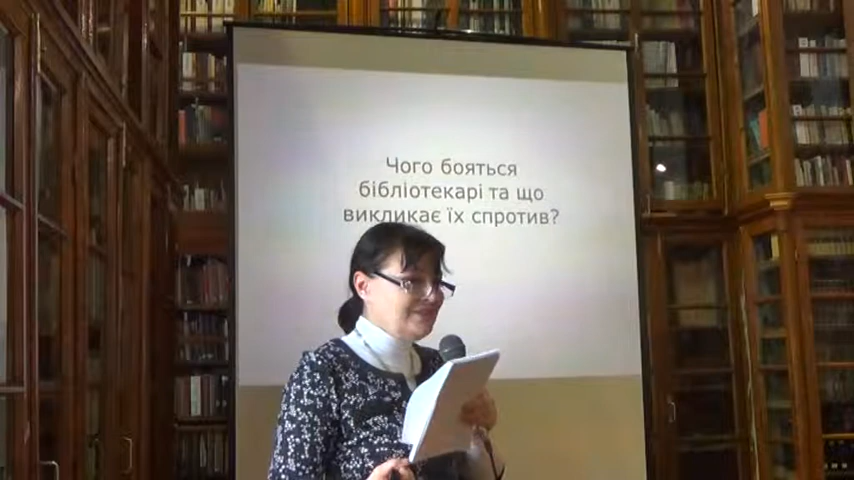 Чого бояться
бібліотекарі та що
викликає їх спротив?